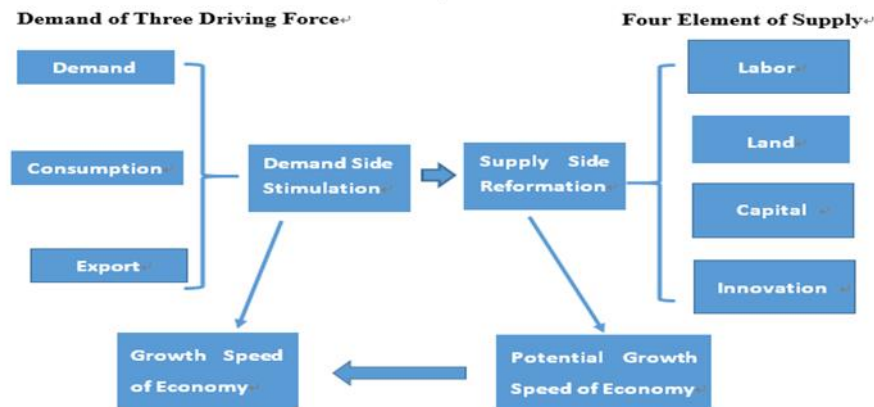 Demand of Three Driving Force
Four Element of Supply
Demand
Consumption
Export
Demand Side
Stimulation
Supply Side
Reformation
Labor
Land
Capital
Innovation
Growth Speed
of Economy
Potential Growth
Speed of Economy